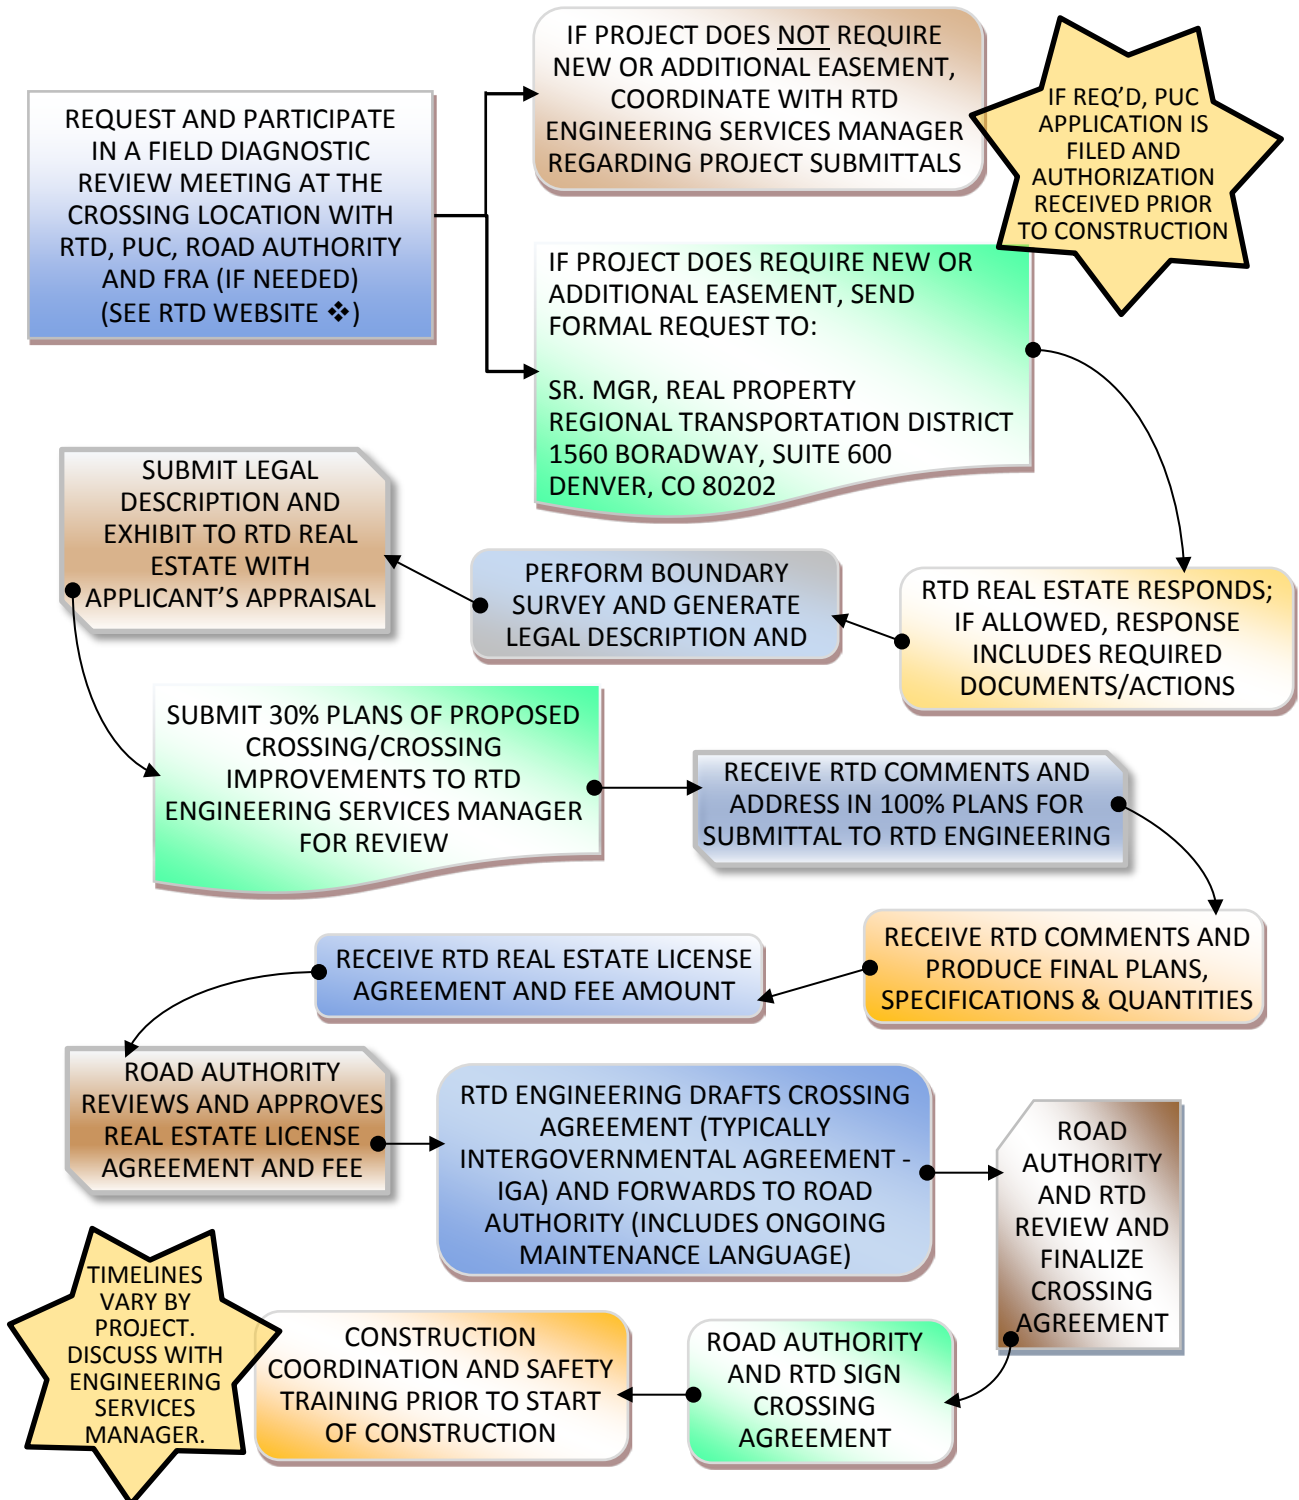 IF PROJECT DOES NOT REQUIRE
NEW OR ADDITIONAL EASEMENT,
COORDINATE WITH RTD
ENGINEERING SERVICES MANAGER
REGARDING PROJECT SUBMITTALS
IF REQ’D, PUC
APPLICATION IS
FILED AND
AUTHORIZATION
RECEIVED PRIOR
TO CONSTRUCTION
REQUEST AND PARTICIPATE
IN A FIELD DIAGNOSTIC
REVIEW MEETING AT THE
CROSSING LOCATION WITH
RTD, PUC, ROAD AUTHORITY
AND FRA (IF NEEDED)
(SEE RTD WEBSITE ❖)
IF PROJECT DOES REQUIRE NEW OR
ADDITIONAL EASEMENT, SEND
FORMAL REQUEST TO:
SR. MGR, REAL PROPERTY
REGIONAL TRANSPORTATION DISTRICT
1560 BORADWAY, SUITE 600
DENVER, CO 80202
RTD REAL ESTATE RESPONDS;
IF ALLOWED, RESPONSE
INCLUDES REQUIRED
DOCUMENTS/ACTIONS
PERFORM BOUNDARY
SURVEY AND GENERATE
LEGAL DESCRIPTION AND
SUBMIT LEGAL
DESCRIPTION AND
EXHIBIT TO RTD REAL
ESTATE WITH
APPLICANT’S APPRAISAL
SUBMIT 30% PLANS OF PROPOSED
CROSSING/CROSSING
IMPROVEMENTS TO RTD
ENGINEERING SERVICES MANAGER
FOR REVIEW
RECEIVE RTD COMMENTS AND
ADDRESS IN 100% PLANS FOR
SUBMITTAL TO RTD ENGINEERING
RECEIVE RTD COMMENTS AND
PRODUCE FINAL PLANS,
SPECIFICATIONS & QUANTITIES
RECEIVE RTD REAL ESTATE LICENSE
AGREEMENT AND FEE AMOUNT
ROAD AUTHORITY
REVIEWS AND APPROVES
REAL ESTATE LICENSE
AGREEMENT AND FEE
RTD ENGINEERING DRAFTS CROSSING
AGREEMENT (TYPICALLY
INTERGOVERNMENTAL AGREEMENT -
IGA) AND FORWARDS TO ROAD
AUTHORITY (INCLUDES ONGOING
MAINTENANCE LANGUAGE)
ROAD
AUTHORITY
AND RTD
REVIEW AND
FINALIZE
CROSSING
AGREEMENT
ROAD AUTHORITY
AND RTD SIGN
CROSSING
AGREEMENT
CONSTRUCTION
COORDINATION AND SAFETY
TRAINING PRIOR TO START
OF CONSTRUCTION
TIMELINES
VARY BY
PROJECT.
DISCUSS WITH
ENGINEERING
SERVICES
MANAGER.